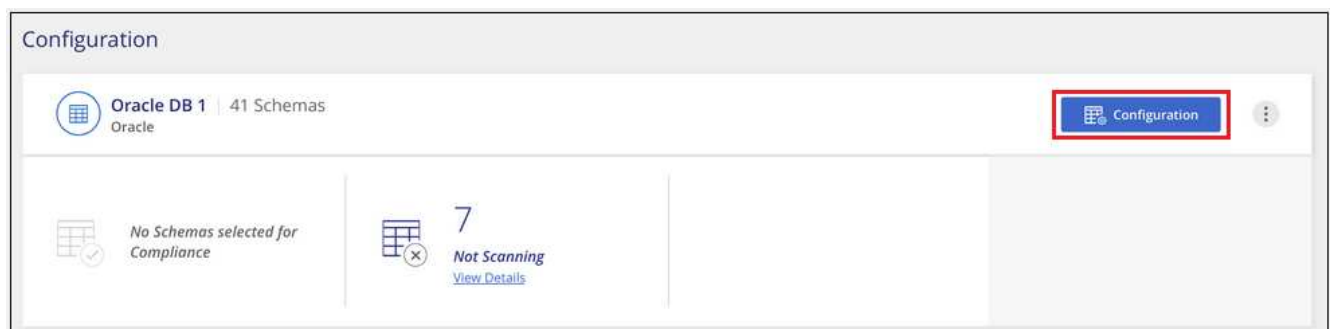 Configuration
Oracle DB 1 | 41 Schemas
Oracle
Configuration
No Schemas selected for
Compliance
7
Not Scanning
View Details